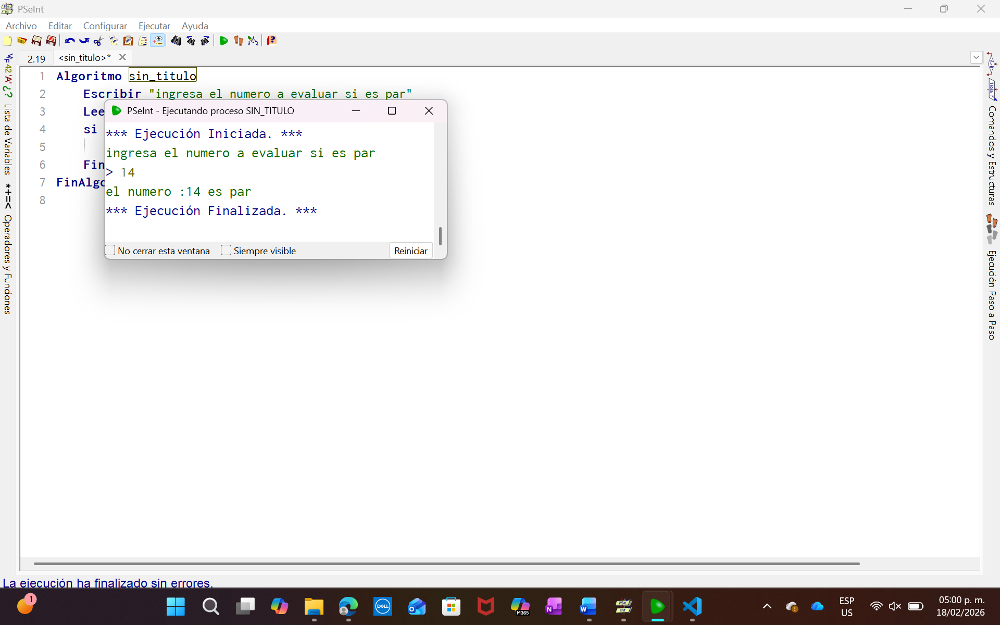 PSeInt
Archivo Editar Configurar Ejecutar Ayuda
2.19 <sin_titulo>*
1 Algoritmo sin_titulo
2 Escribir "ingresa el numero a evaluar si es par"
3 Lee
4 si
5
6 Fin
7 FinAlgo
8
PSeInt - Ejecutando proceso SIN_TITULO
*** Ejecución Iniciada. ***
ingresa el numero a evaluar si es par
> 14
el numero :14 es par
*** Ejecución Finalizada. ***
No cerrar esta ventana Siempre visible Reiniciar
42 'A' ¿?
Lista de Variables
*+=<
Operadores y Funciones
Comandos y Estructuras
Ejecución Paso a Paso
La ejecución ha finalizado sin errores.
1
DELL
M365
ESP
US
05:00 p. m.
18/02/2026